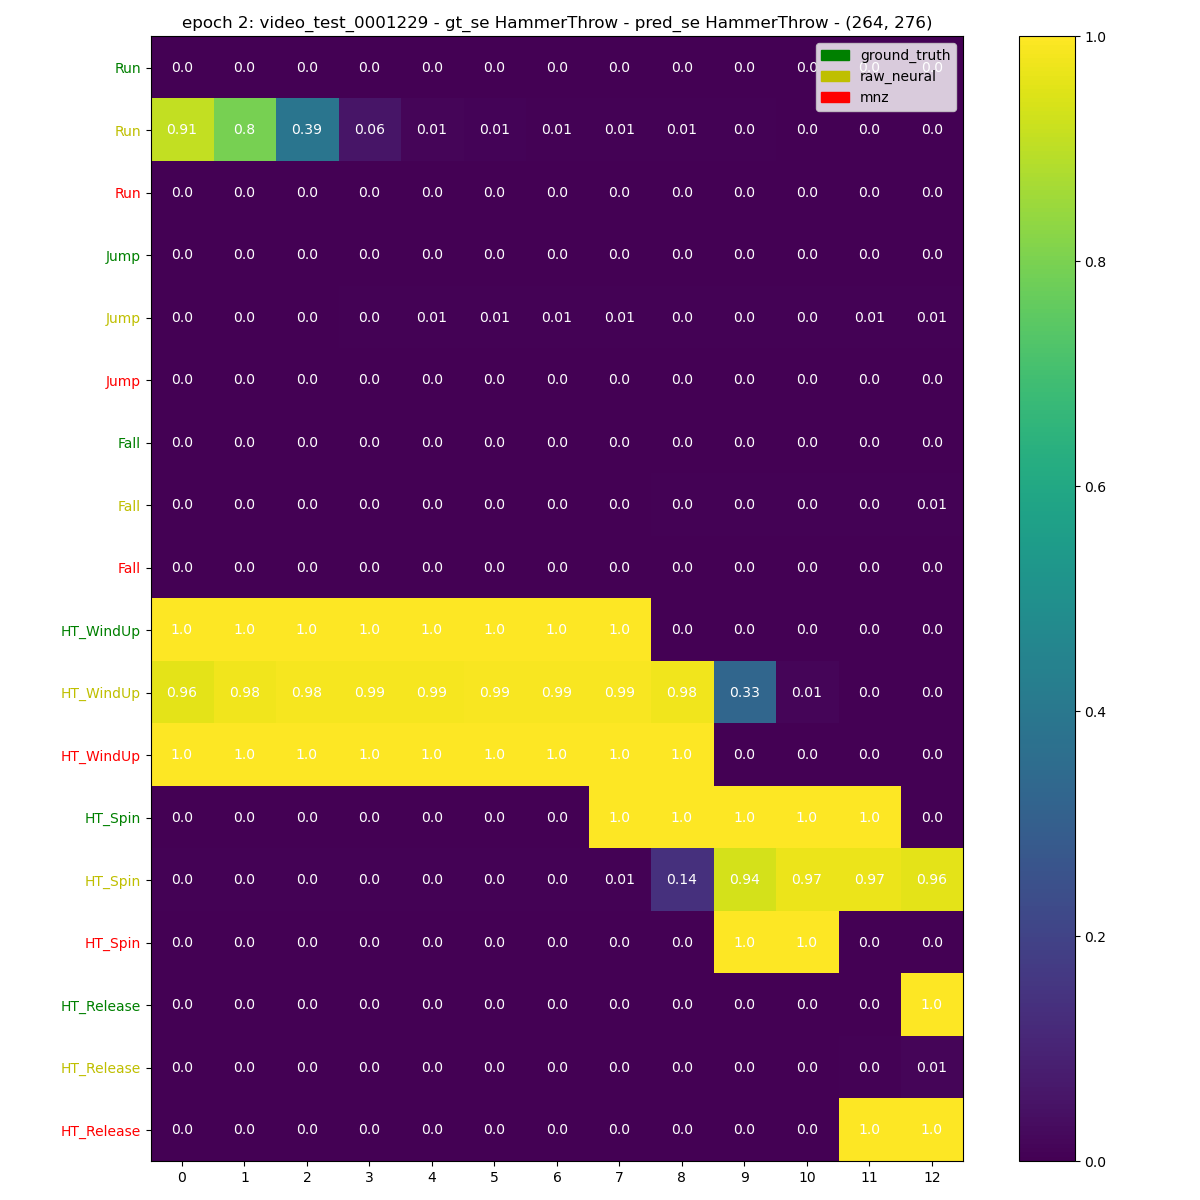 epoch 2: video_test_0001229 - gt_se HammerThrow - pred_se HammerThrow - (264, 276)
ground_truth
raw_neural
mnz
Run 0.0 0.0 0.0 0.0 0.0 0.0 0.0 0.0 0.0 0.0 0.0 0.0 0.0
Run 0.91 0.8 0.39 0.06 0.01 0.01 0.01 0.01 0.01 0.0 0.0 0.0 0.0
Run 0.0 0.0 0.0 0.0 0.0 0.0 0.0 0.0 0.0 0.0 0.0 0.0 0.0
Jump 0.0 0.0 0.0 0.0 0.0 0.0 0.0 0.0 0.0 0.0 0.0 0.0 0.0
Jump 0.0 0.0 0.0 0.0 0.01 0.01 0.01 0.01 0.0 0.0 0.0 0.01 0.01
Jump 0.0 0.0 0.0 0.0 0.0 0.0 0.0 0.0 0.0 0.0 0.0 0.0 0.0
Fall 0.0 0.0 0.0 0.0 0.0 0.0 0.0 0.0 0.0 0.0 0.0 0.0 0.0
Fall 0.0 0.0 0.0 0.0 0.0 0.0 0.0 0.0 0.0 0.0 0.0 0.0 0.01
Fall 0.0 0.0 0.0 0.0 0.0 0.0 0.0 0.0 0.0 0.0 0.0 0.0 0.0
HT_WindUp 1.0 1.0 1.0 1.0 1.0 1.0 1.0 1.0 0.0 0.0 0.0 0.0 0.0
HT_WindUp 0.96 0.98 0.98 0.99 0.99 0.99 0.99 0.99 0.98 0.33 0.01 0.0 0.0
HT_WindUp 1.0 1.0 1.0 1.0 1.0 1.0 1.0 1.0 1.0 0.0 0.0 0.0 0.0
HT_Spin 0.0 0.0 0.0 0.0 0.0 0.0 0.0 1.0 1.0 1.0 1.0 1.0 0.0
HT_Spin 0.0 0.0 0.0 0.0 0.0 0.0 0.0 0.01 0.14 0.94 0.97 0.97 0.96
HT_Spin 0.0 0.0 0.0 0.0 0.0 0.0 0.0 0.0 0.0 1.0 1.0 0.0 0.0
HT_Release 0.0 0.0 0.0 0.0 0.0 0.0 0.0 0.0 0.0 0.0 0.0 0.0 1.0
HT_Release 0.0 0.0 0.0 0.0 0.0 0.0 0.0 0.0 0.0 0.0 0.0 0.0 0.01
HT_Release 0.0 0.0 0.0 0.0 0.0 0.0 0.0 0.0 0.0 0.0 0.0 1.0 1.0
0 1 2 3 4 5 6 7 8 9 10 11 12
1.0
0.8
0.6
0.4
0.2
0.0